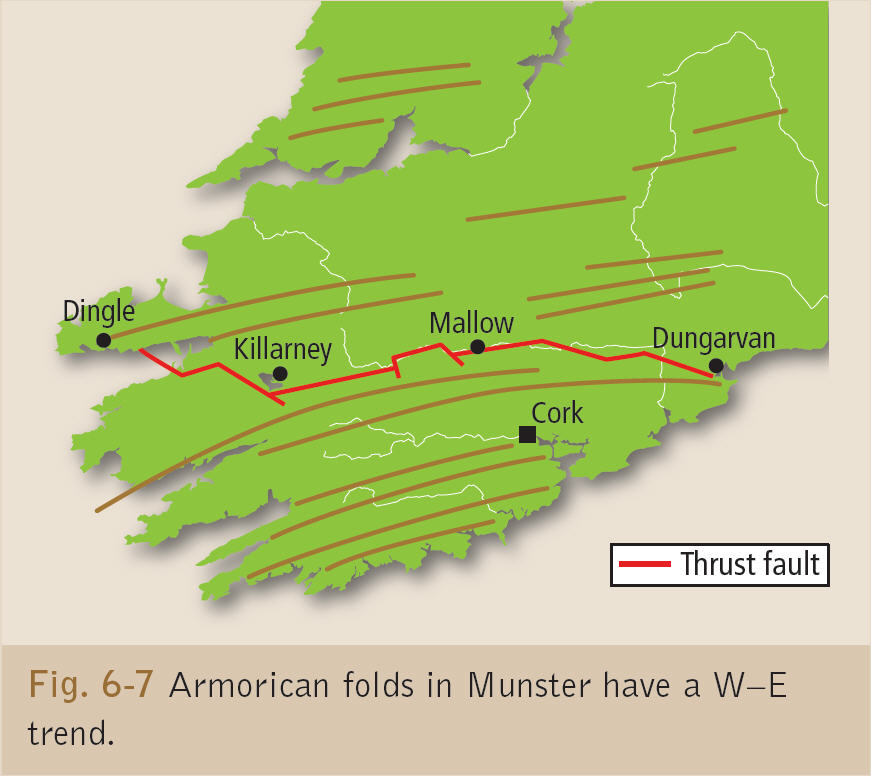 Dingle
Killarney
Mallow
Dungarvan
Cork
Thrust fault
Fig. 6-7 Armorican folds in Munster have a W–E
trend.